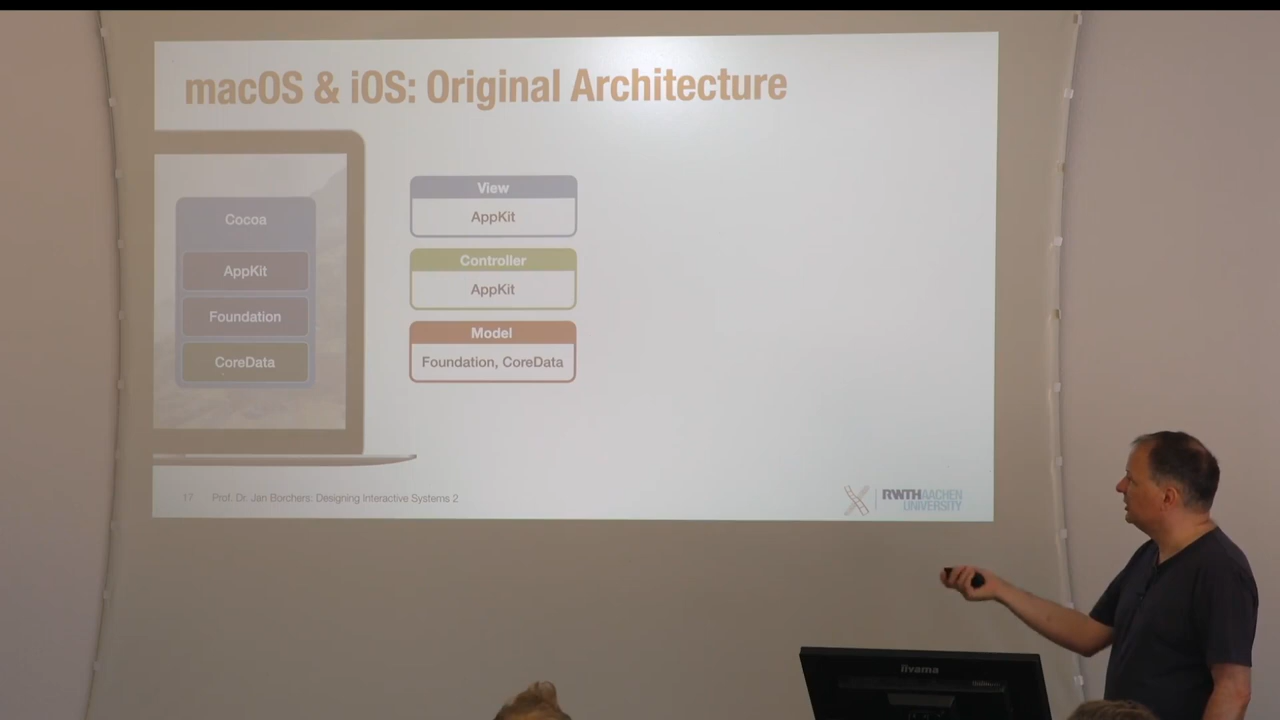 macOS & iOS: Original Architecture
Cocoa
AppKit
Foundation
CoreData
View
AppKit
Controller
AppKit
Model
Foundation, CoreData
17 Prof. Dr. Jan Borchers: Designing Interactive Systems 2
RWTHAACHEN
UNIVERSITY
iiyama